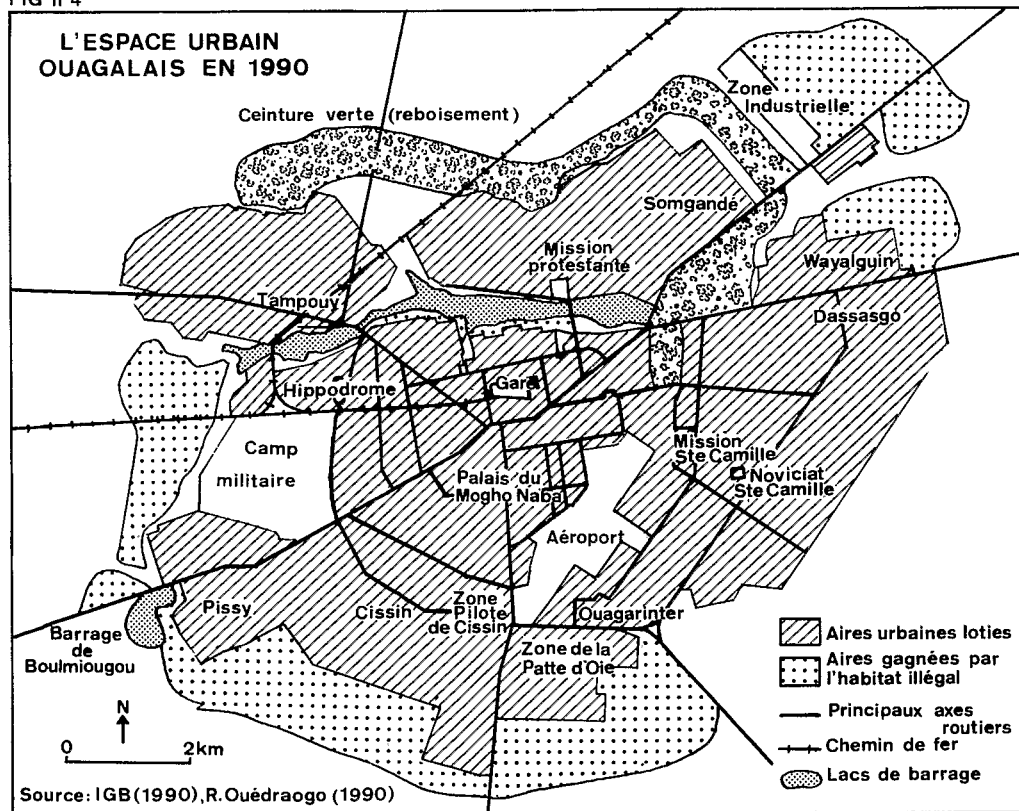 FIG n 4
L'ESPACE URBAIN
OUAGALAIS EN 1990
Ceinture verte (reboisement)
Zone
Industrielle
Somgandé
Mission
protestante
Wayalguin
Tampouy
Dassasgo
Hippodrome
Gare
Camp
militaire
Mission
Ste Camille
Palais du
Mogho Naba
Noviciat
Ste Camille
Aéroport
Pissy
Cissih
Zone
Pilote
de Cissin
Ouagarinter
Barrage
de
Boulmiougou
Zone de la
Patte d'Oie
Aires urbaines loties
Aires gagnées par
l'habitat illégal
Principaux axes
routiers
Chemin de fer
Lacs de barrage
N
0 2km
Source: IGB (1990), R.Ouédraogo (1990)